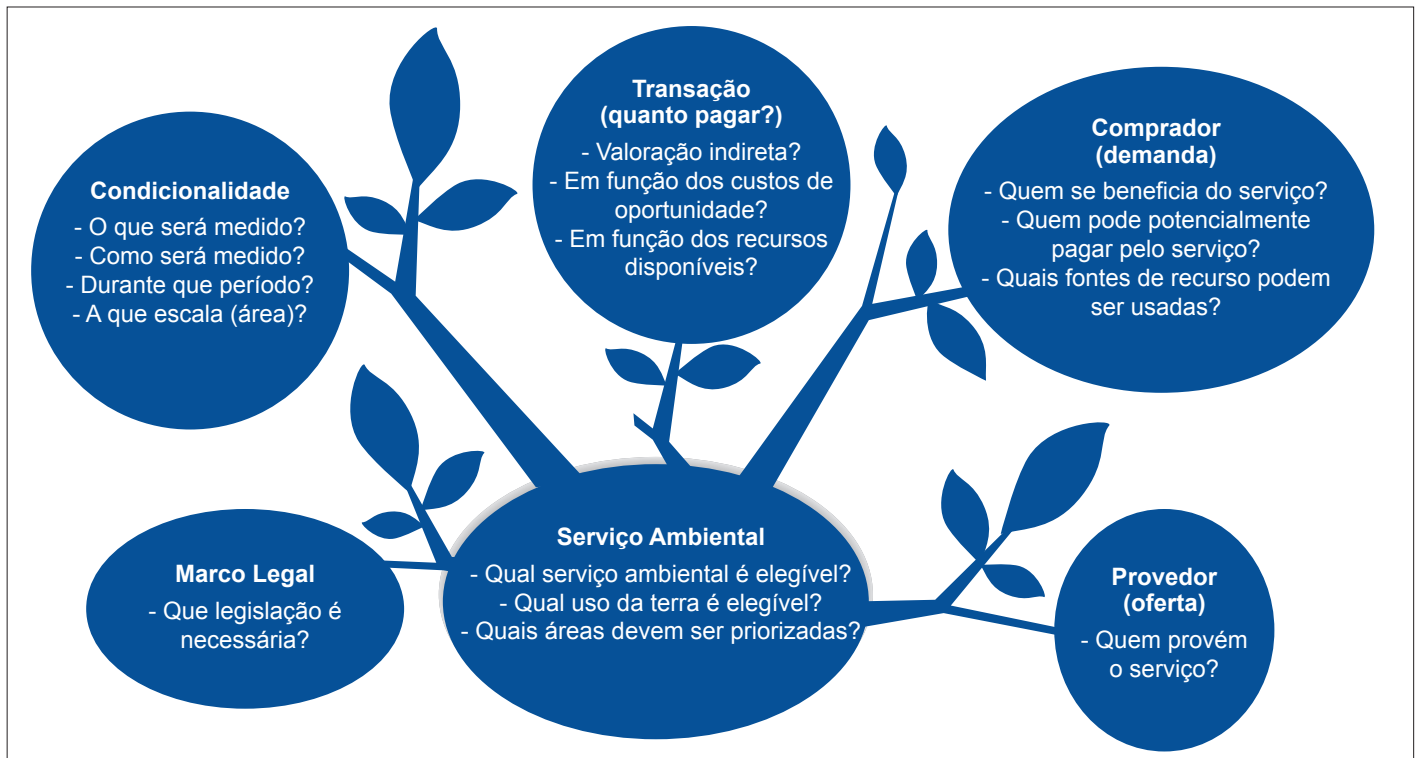 Condicionalidade
- O que será medido?
- Como será medido?
- Durante que período?
- A que escala (área)?
Transação
(quanto pagar?)
- Valoração indireta?
- Em função dos custos de
oportunidade?
- Em função dos recursos
disponíveis?
Comprador
(demanda)
- Quem se beneficia do serviço?
- Quem pode potencialmente
pagar pelo serviço?
- Quais fontes de recurso podem
ser usadas?
Marco Legal
- Que legislação é
necessária?
Serviço Ambiental
- Qual serviço ambiental é elegível?
- Qual uso da terra é elegível?
- Quais áreas devem ser priorizadas?
Provedor
(oferta)
- Quem provém
o serviço?